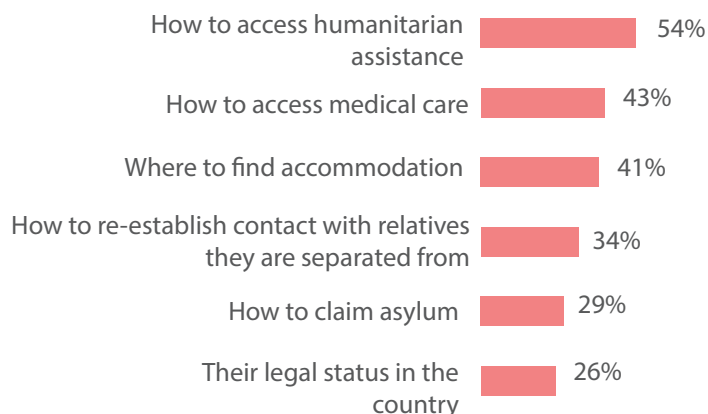 How to access humanitarian
assistance
54%
How to access medical care
43%
Where to find accommodation
41%
How to re-establish contact with relatives
they are separated from
34%
How to claim asylum
29%
Their legal status in the
country
26%